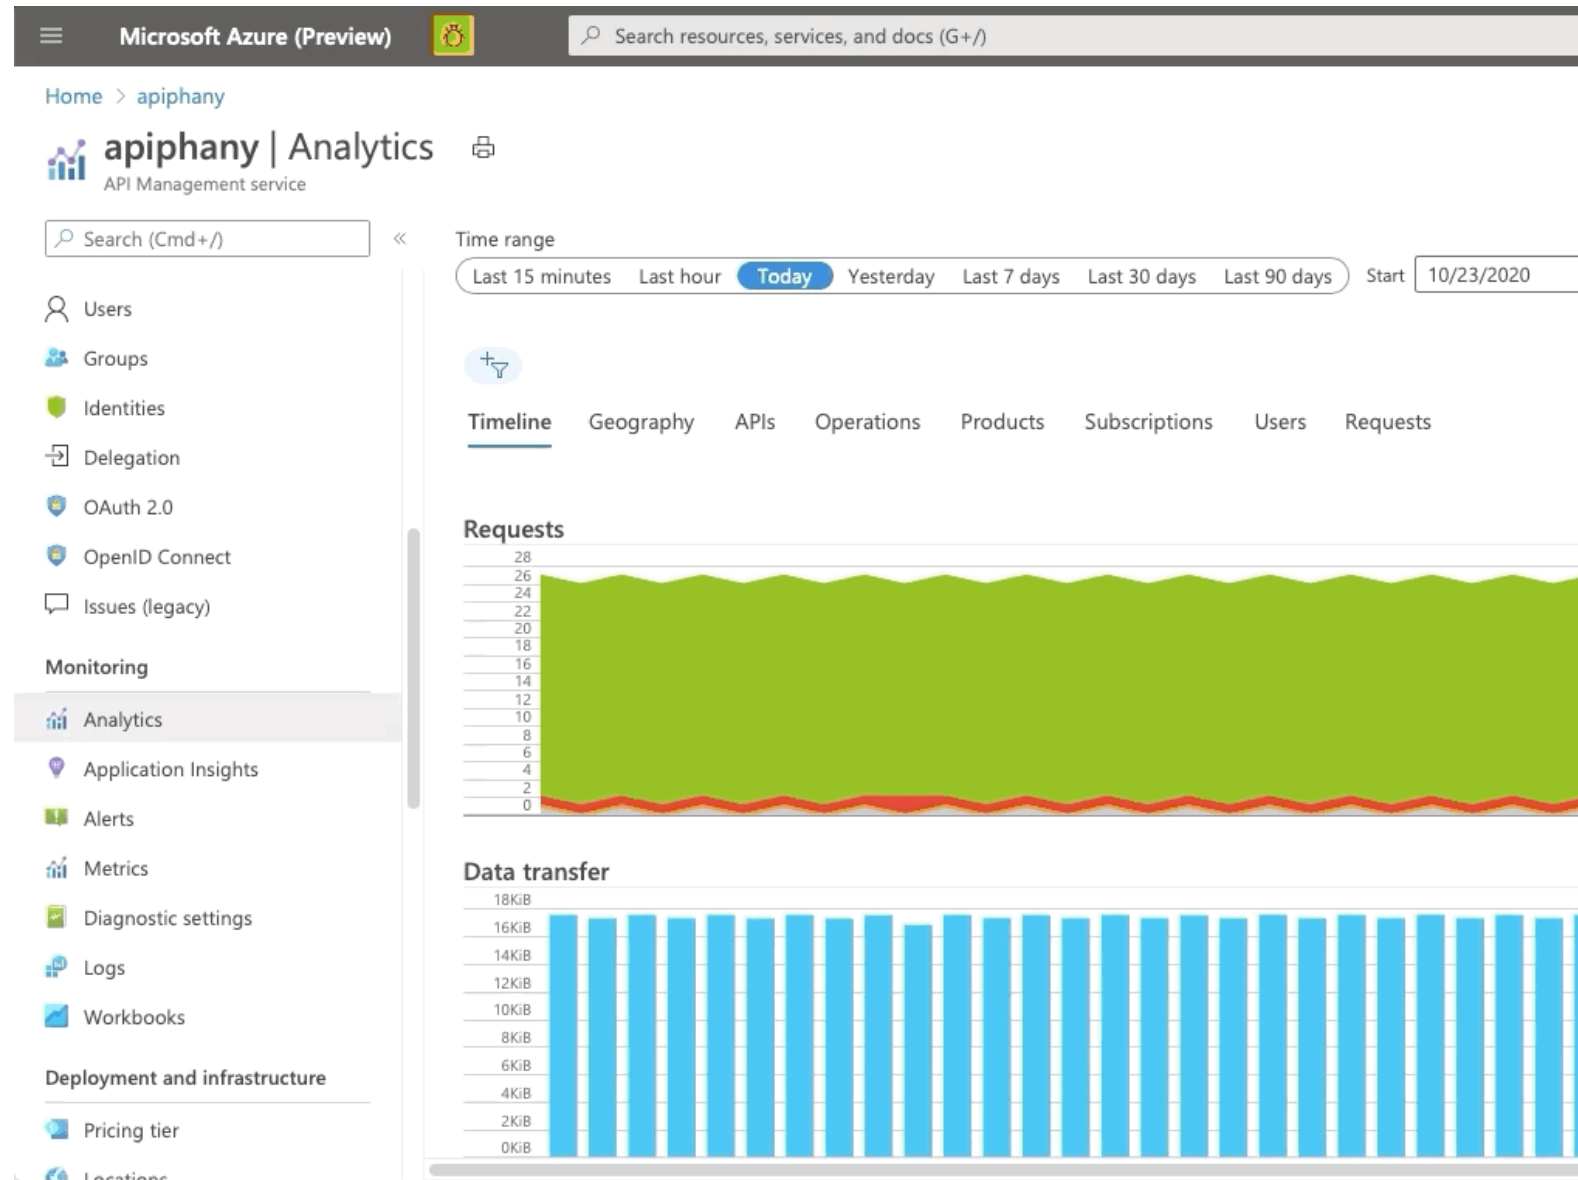 Microsoft Azure (Preview)
Search resources, services, and docs (G+/)
Home > apiphany
apiphany | Analytics
API Management service
Search (Cmd+/)
«
Users
Groups
Identities
Delegation
OAuth 2.0
OpenID Connect
Issues (legacy)
Monitoring
Analytics
Application Insights
Alerts
Metrics
Diagnostic settings
Logs
Workbooks
Deployment and infrastructure
Pricing tier
Locations
Time range
Last 15 minutes Last hour Today Yesterday Last 7 days Last 30 days Last 90 days Start 10/23/2020
Timeline Geography APIs Operations Products Subscriptions Users Requests
Requests
28
26
24
22
20
18
16
14
12
10
8
6
4
2
0
Data transfer
18KiB
16KiB
14KiB
12KiB
10KiB
8KiB
6KiB
4KiB
2KiB
0KiB